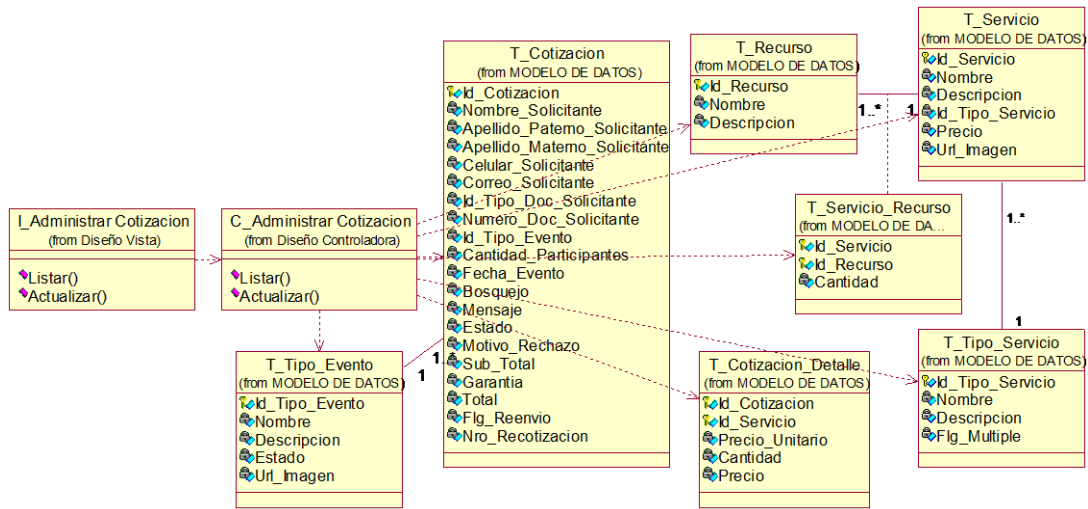 I_Administrar Cotizacion
(from Diseño Vista)
Listar()
Actualizar()
C_Administrar Cotizacion
(from Diseño Controladora)
Listar()
Actualizar()
T_Tipo_Evento
(from MODELO DE DATOS)
Id_Tipo_Evento
Nombre
Descripcion
Estado
Url_Imagen
1
1..*
T_Cotizacion
(from MODELO DE DATOS)
Id_Cotizacion
Nombre_Solicitante
Apellido_Paterno_Solicitante
Apellido_Materno_Solicitante
Celular_Solicitante
Correo_Solicitante
Id_Tipo_Doc_Solicitante
Numero_Doc_Solicitante
Id_Tipo_Evento
Cantidad_Participantes
Fecha_Evento
Bosquejo
Mensaje
Estado
Motivo_Rechazo
Sub_Total
Garantia
Total
Flg_Reenvio
Nro_Recotizacion
T_Recurso
(from MODELO DE DATOS)
Id_Recurso
Nombre
Descripcion
1..*
1
T_Servicio
(from MODELO DE DATOS)
Id_Servicio
Nombre
Descripcion
Id_Tipo_Servicio
Precio
Url_Imagen
T_Servicio_Recurso
(from MODELO DE DA...
Id_Servicio
Id_Recurso
Cantidad
1..*
1
T_Cotizacion_Detalle
(from MODELO DE DATOS)
Id_Cotizacion
Id_Servicio
Precio_Unitario
Cantidad
Precio
T_Tipo_Servicio
(from MODELO DE DATOS)
Id_Tipo_Servicio
Nombre
Descripcion
Flg_Multiple